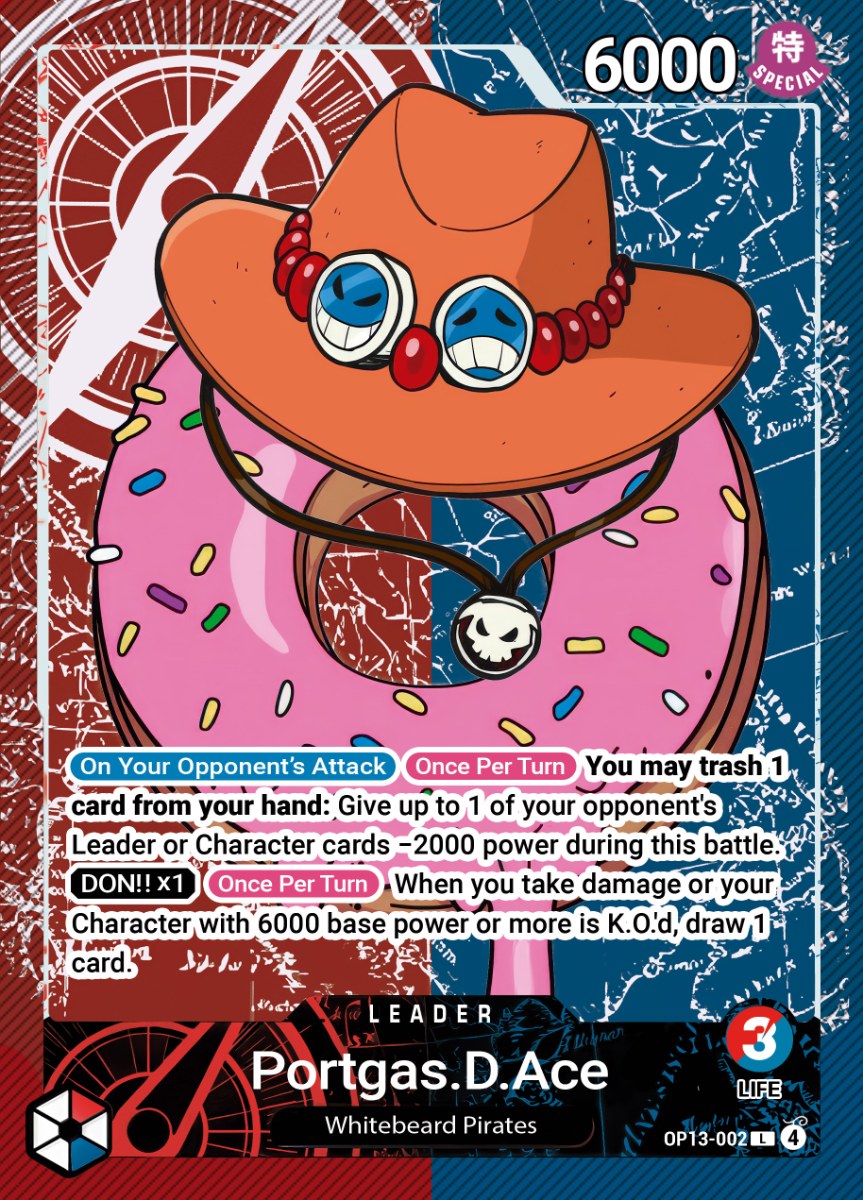 6000
特
SPECIAL
On Your Opponent's Attack Once Per Turn You may trash 1
card from your hand: Give up to 1 of your opponent's
Leader or Character cards −2000 power during this battle.
DON!! x1 Once Per Turn When you take damage or your
Character with 6000 base power or more is K.O.'d, draw 1
card.
LEADER
Portgas.D.Ace
3
LIFE
Whitebeard Pirates
OP13-002 L 4